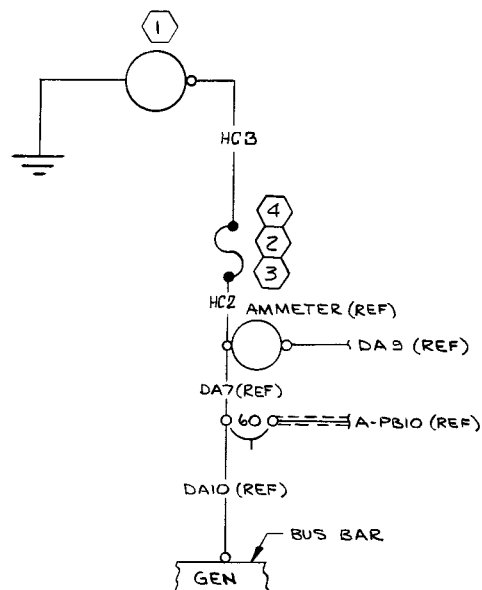 1
HC3
4
2
3
HC2
AMMETER (REF)
DA9 (REF)
DA7 (REF)
60
A-PB10 (REF)
DA10 (REF)
BUS BAR
GEN